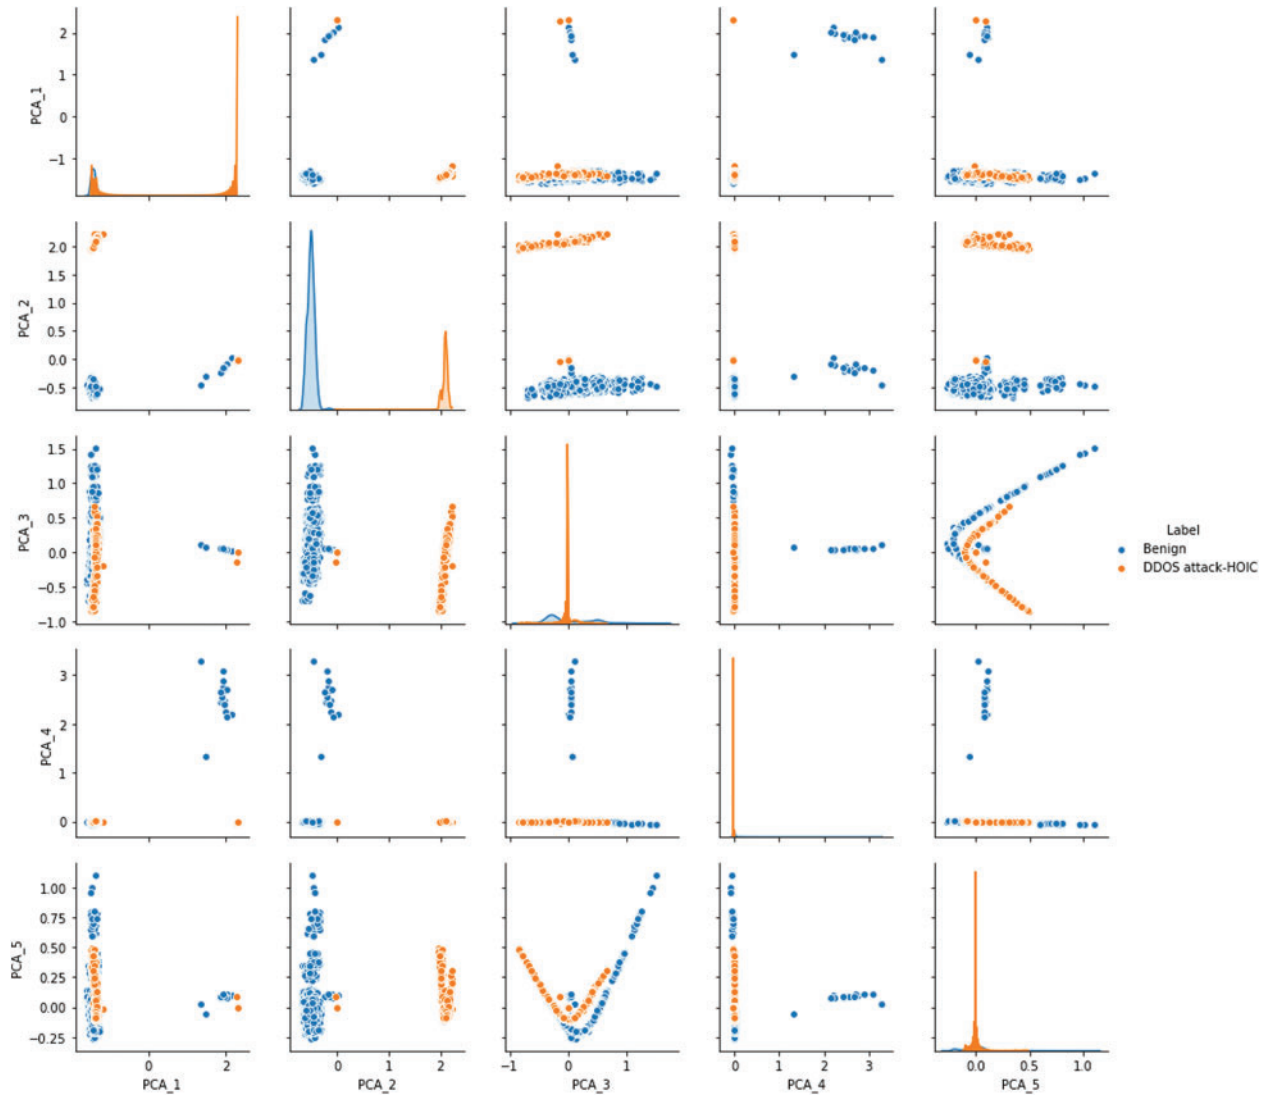 PCA_1
2
1
0
−1
PCA_2
2.0
1.5
1.0
0.5
0.0
−0.5
PCA_3
1.5
1.0
0.5
0.0
−0.5
−1.0
Label
Benign
DDOS attack-HOIC
PCA_4
3
2
1
0
PCA_5
1.00
0.75
0.50
0.25
0.00
−0.25
0 2
0 2
−1 0 1
0 1 2 3
0.0 0.5 1.0
PCA_1 PCA_2 PCA_3 PCA_4 PCA_5